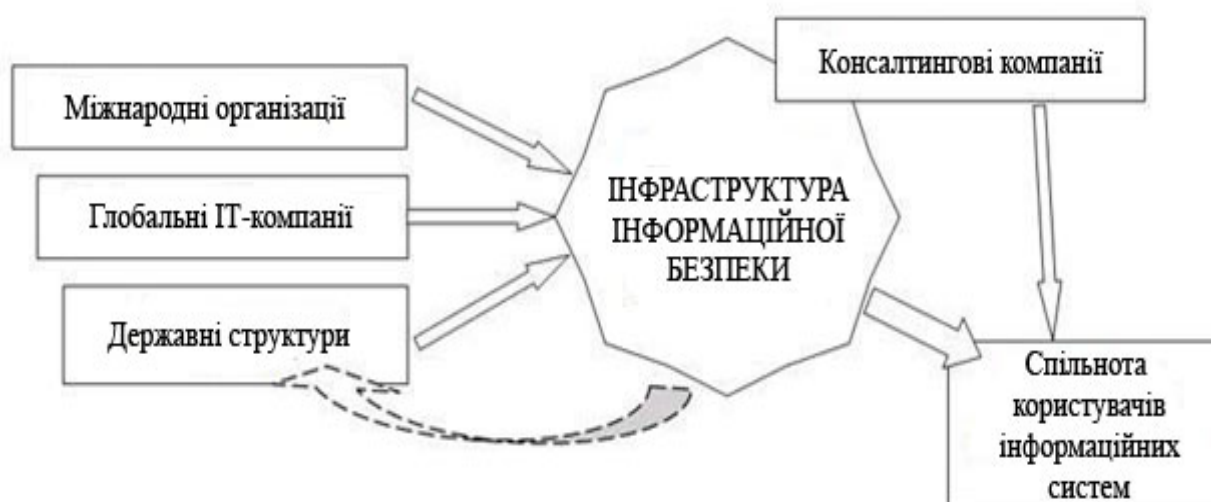 Консалтингові компанії
Міжнародні організації
Глобальні ІТ-компанії
Державні структури
ІНФРАСТРУКТУРА
ІНФОРМАЦІЙНОЇ
БЕЗПЕКИ
Спільнота
користувачів
інформаційних
систем